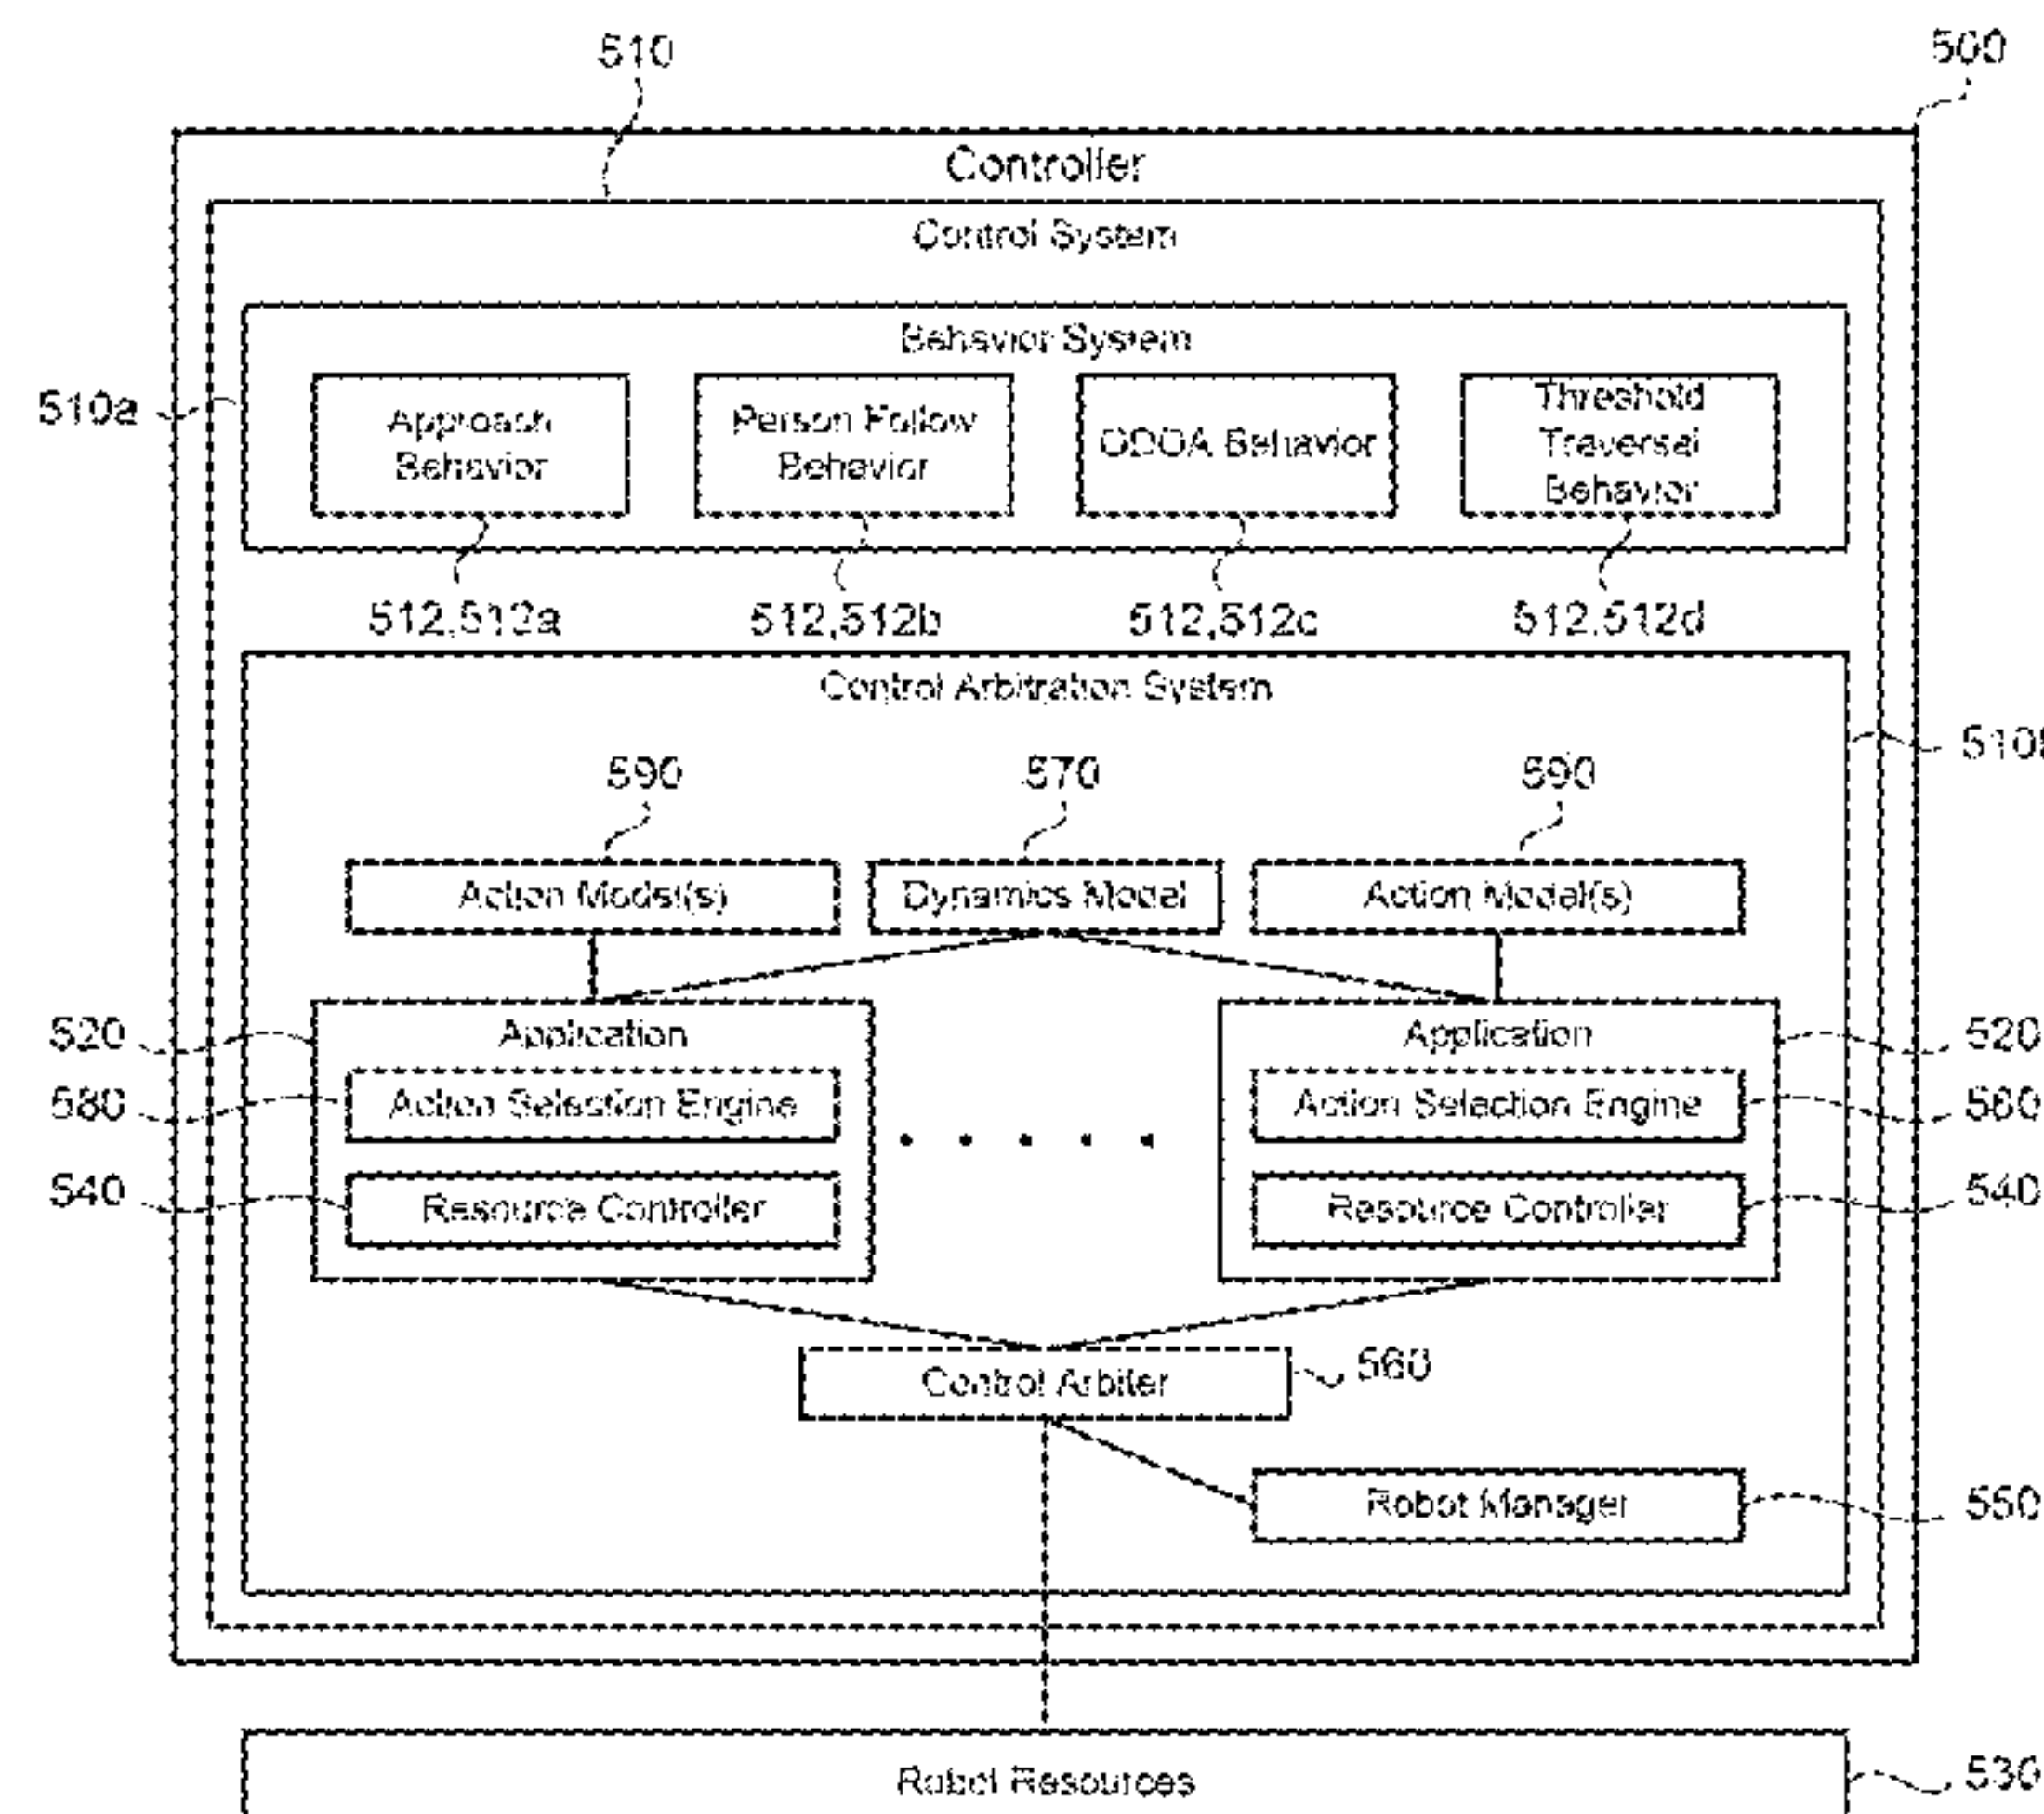 510
500
Controller
Control System
Behavior System
510a
Approach
Behavior
Person Follow
Behavior
ODOA Behavior
Threshold
Traversal
Behavior
512,512a
512,512b
512,512c
512,512d
Control Arbitration System
590
570
590
Action Model(s)
Dynamics Model
Action Model(s)
520
Application
Application
520
580
Action Selection Engine
Action Selection Engine
540
Resource Controller
Resource Controller
540
Control Arbiter
560
Robot Manager
550
Robot Resources
530